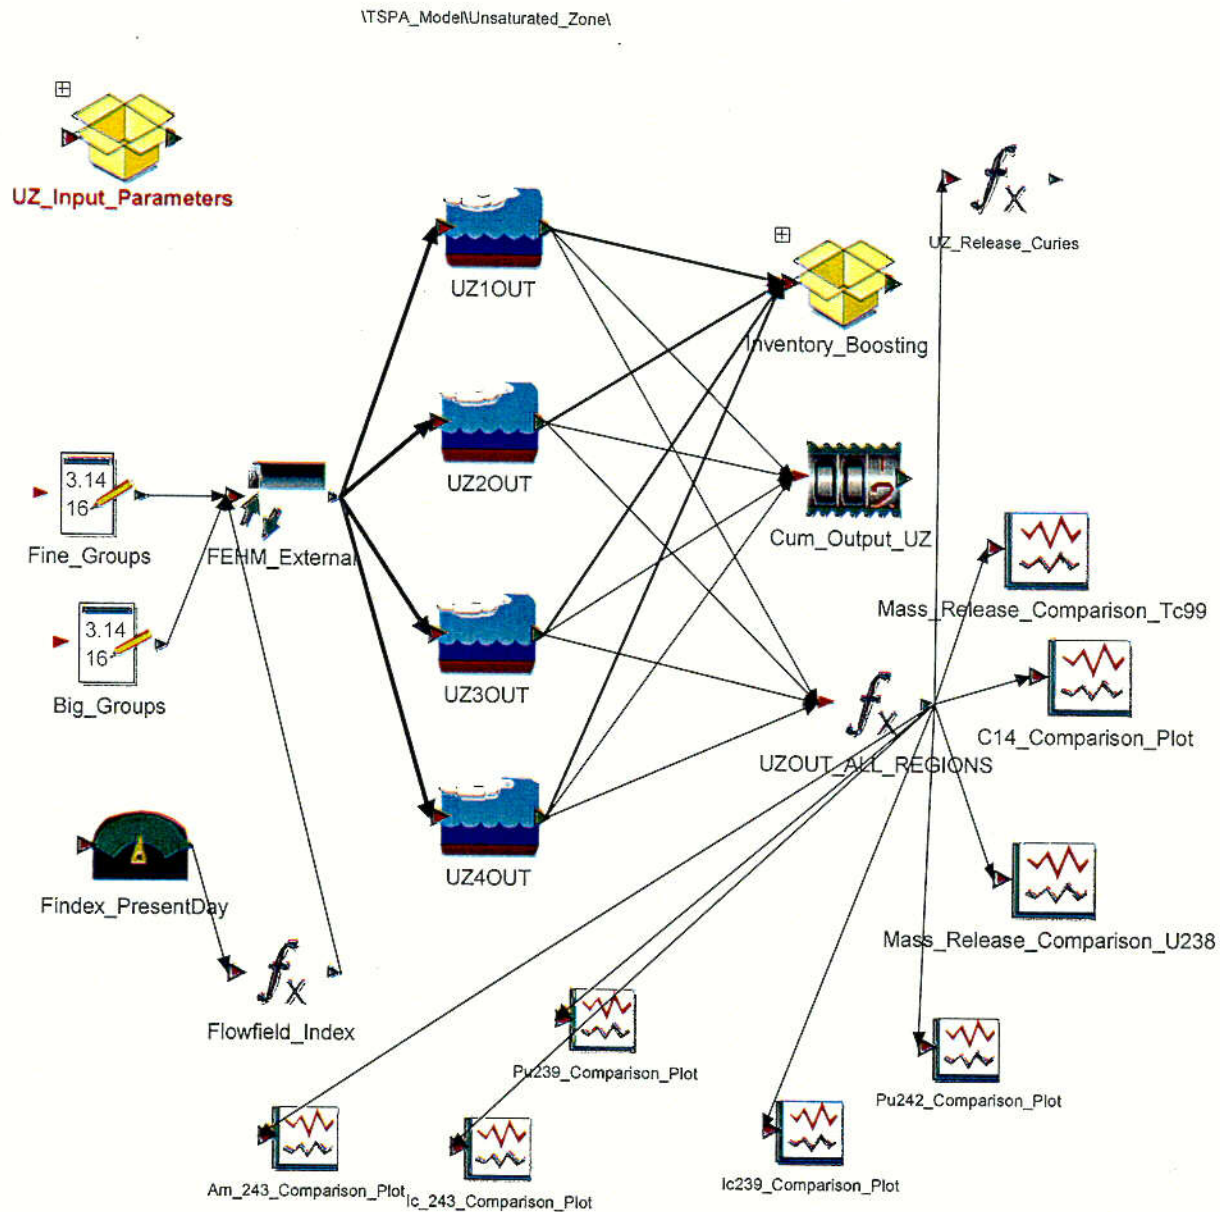 \TSPA_Model\Unsaturated_Zone\
UZ_Input_Parameters
UZ_Release_Curies
UZ1OUT
Inventory_Boosting
UZ2OUT
3.14
16
Fine_Groups
FEHM_External
Cum_Output_UZ
Mass_Release_Comparison_Tc99
3.14
16
Big_Groups
UZ3OUT
C14_Comparison_Plot
UZOUT_ALL_REGIONS
UZ4OUT
Findex_PresentDay
Mass_Release_Comparison_U238
Flowfield_Index
Pu239_Comparison_Plot
Pu242_Comparison_Plot
Am_243_Comparison_Plot
Ic_243_Comparison_Plot
Ic239_Comparison_Plot